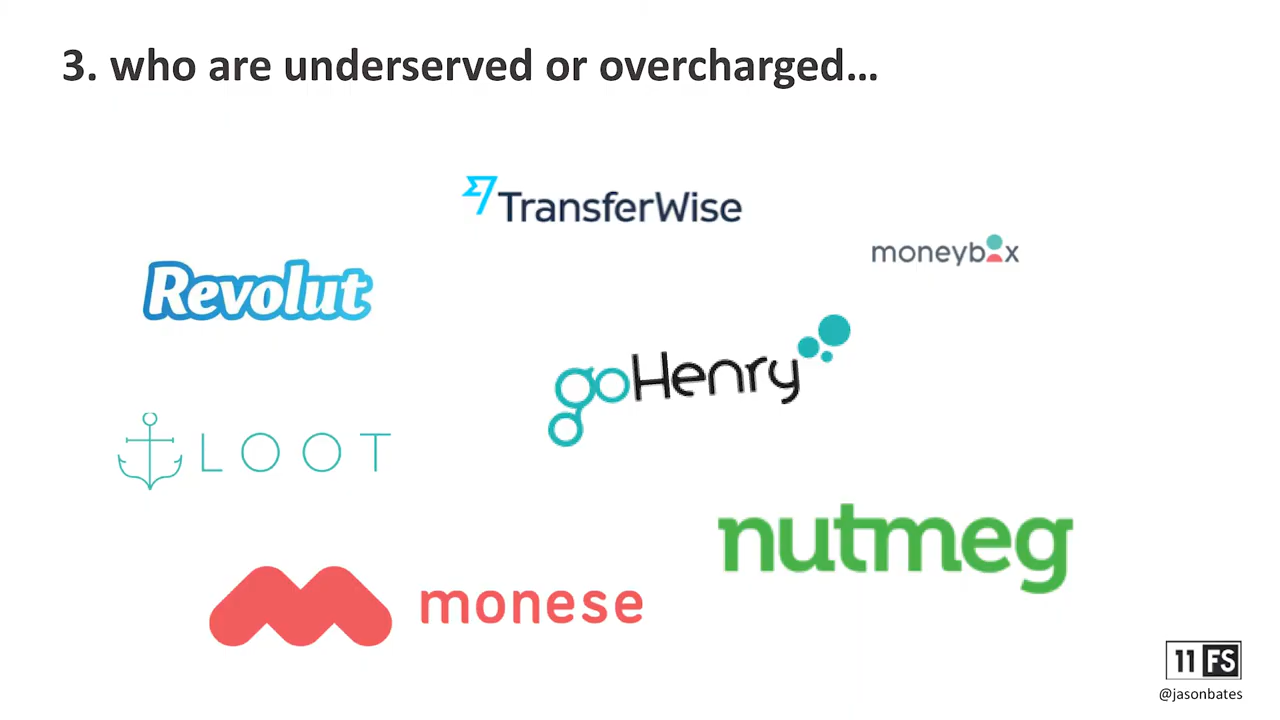 3. who are underserved or overcharged...
TransferWise
moneybox
Revolut
goHenry
LOOT
nutmeg
monese
11 FS
@jasonbates